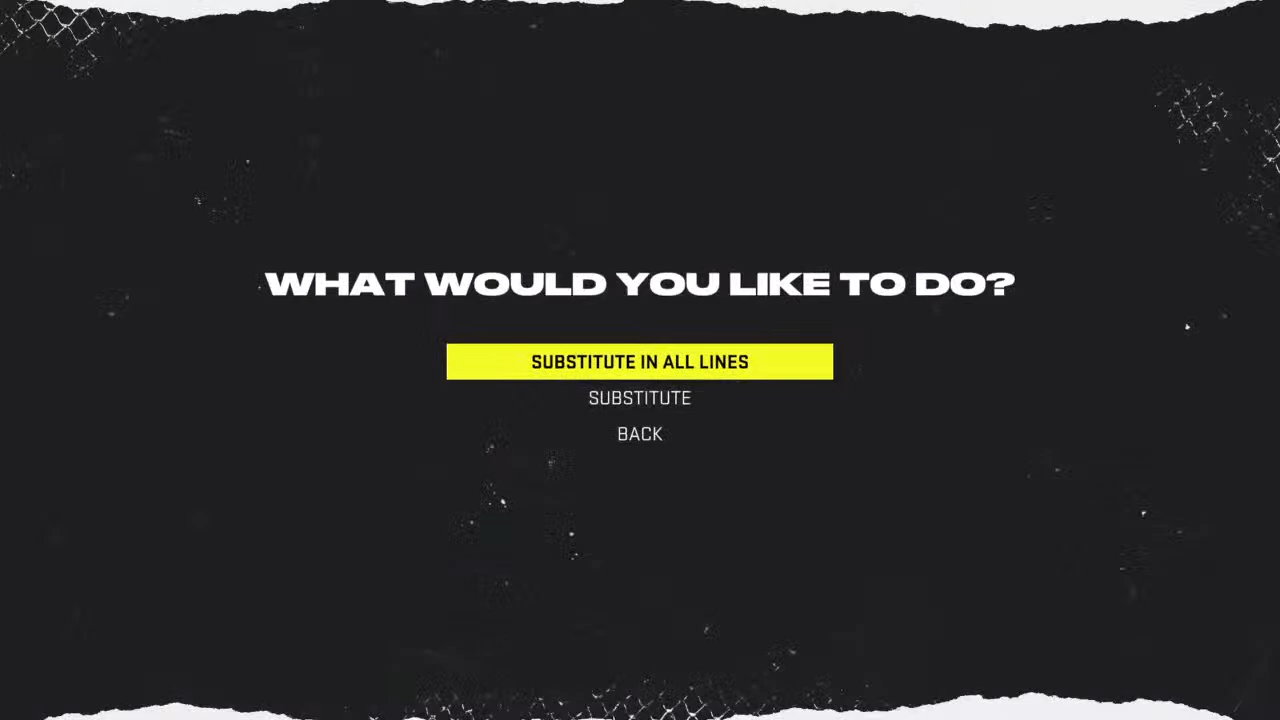 WHAT WOULD YOU LIKE TO DO?
SUBSTITUTE IN ALL LINES
SUBSTITUTE
BACK